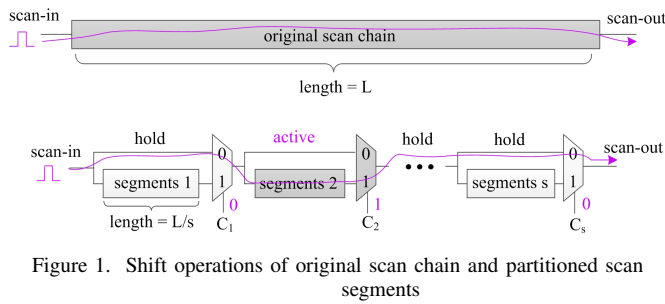 scan-in
scan-out
original scan chain
length = L
hold
active
hold
hold
scan-in
scan-out
0
0
0
segments 1
1
segments 2
1
segments s
1
0
1
0
length = L/s
C1
C2
Cs
Figure 1. Shift operations of original scan chain and partitioned scan
segments